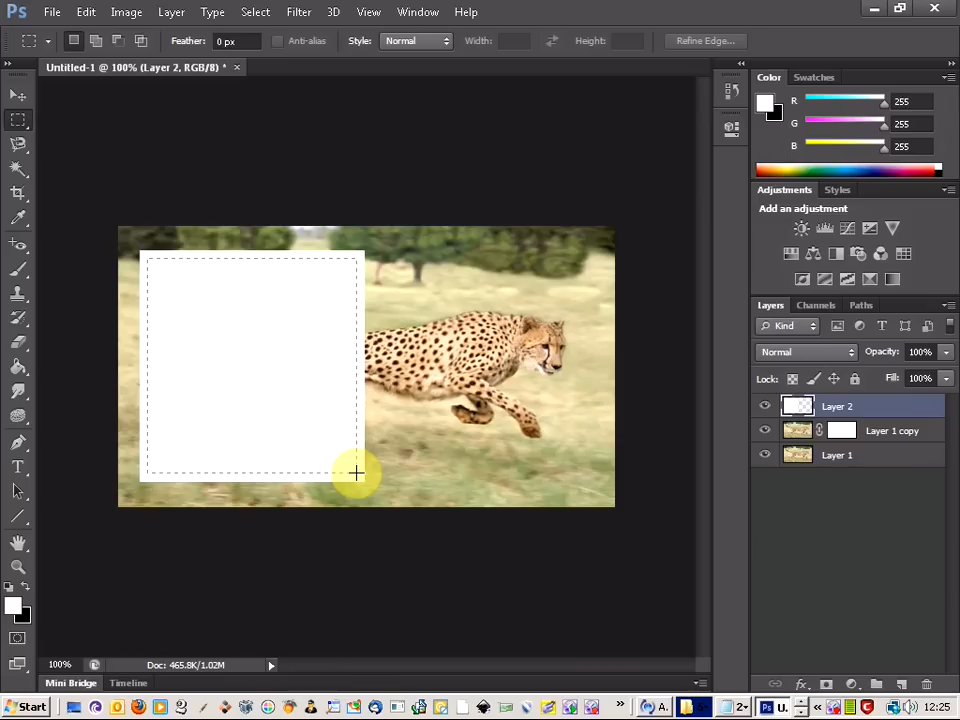 Ps File Edit Image Layer Type Select Filter 3D View Window Help
Feather: 0 px Anti-alias Style: Normal Width: Height: Refine Edge...
Untitled-1 @ 100% (Layer 2, RGB/8) * ×
Color Swatches
R 255
G 255
B 255
Adjustments Styles
Add an adjustment
Layers Channels Paths
Kind
Normal Opacity: 100%
Lock: Fill: 100%
Layer 2
Layer 1 copy
Layer 1
100% Doc: 465.8K/1.02M
Mini Bridge Timeline
Start A. 2 Ps U. 12:25